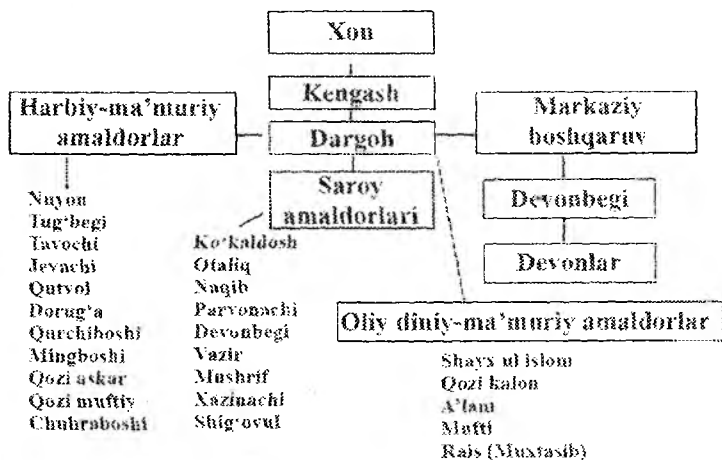 Xon
Kengash
Harbiy-ma'muriy
amaldorlar
Dargoh
Markaziy
boshqaruv
Saroy
amaldorlari
Devonbegi
Devonlar
Nuyon
Tug'begi
Tavochi
Jevachi
Qutvol
Dorug'a
Qurchiboshi
Mingboshi
Qozi askar
Qozi muftiy
Chuhraboshi
Ko'kaldosh
Otaliq
Naqib
Parvonachi
Devonbegi
Vazir
Mushrif
Xazinachi
Shig'ovul
Oliy diniy-ma'muriy amaldorlar
Shayx ul islom
Qozi kalon
A'lam
Mufti
Rais (Muxtasib)